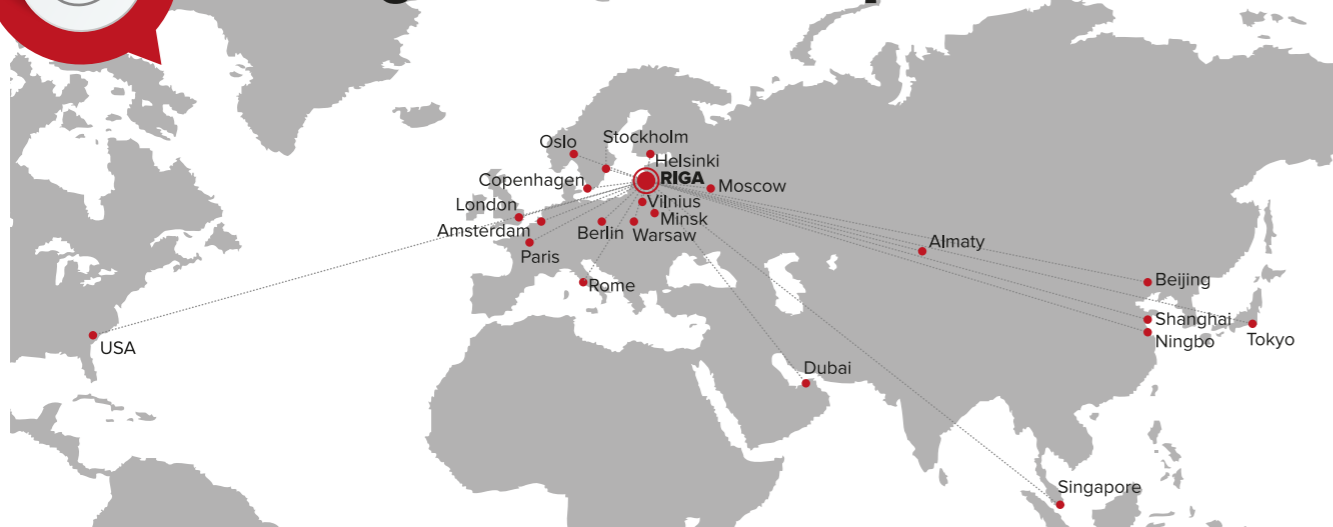 Oslo
Stockholm
Helsinki
Copenhagen
RIGA
Moscow
London
Vilnius
Minsk
Amsterdam
Berlin
Warsaw
Paris
Almaty
Rome
Beijing
Shanghai
Ningbo
Tokyo
USA
Dubai
Singapore